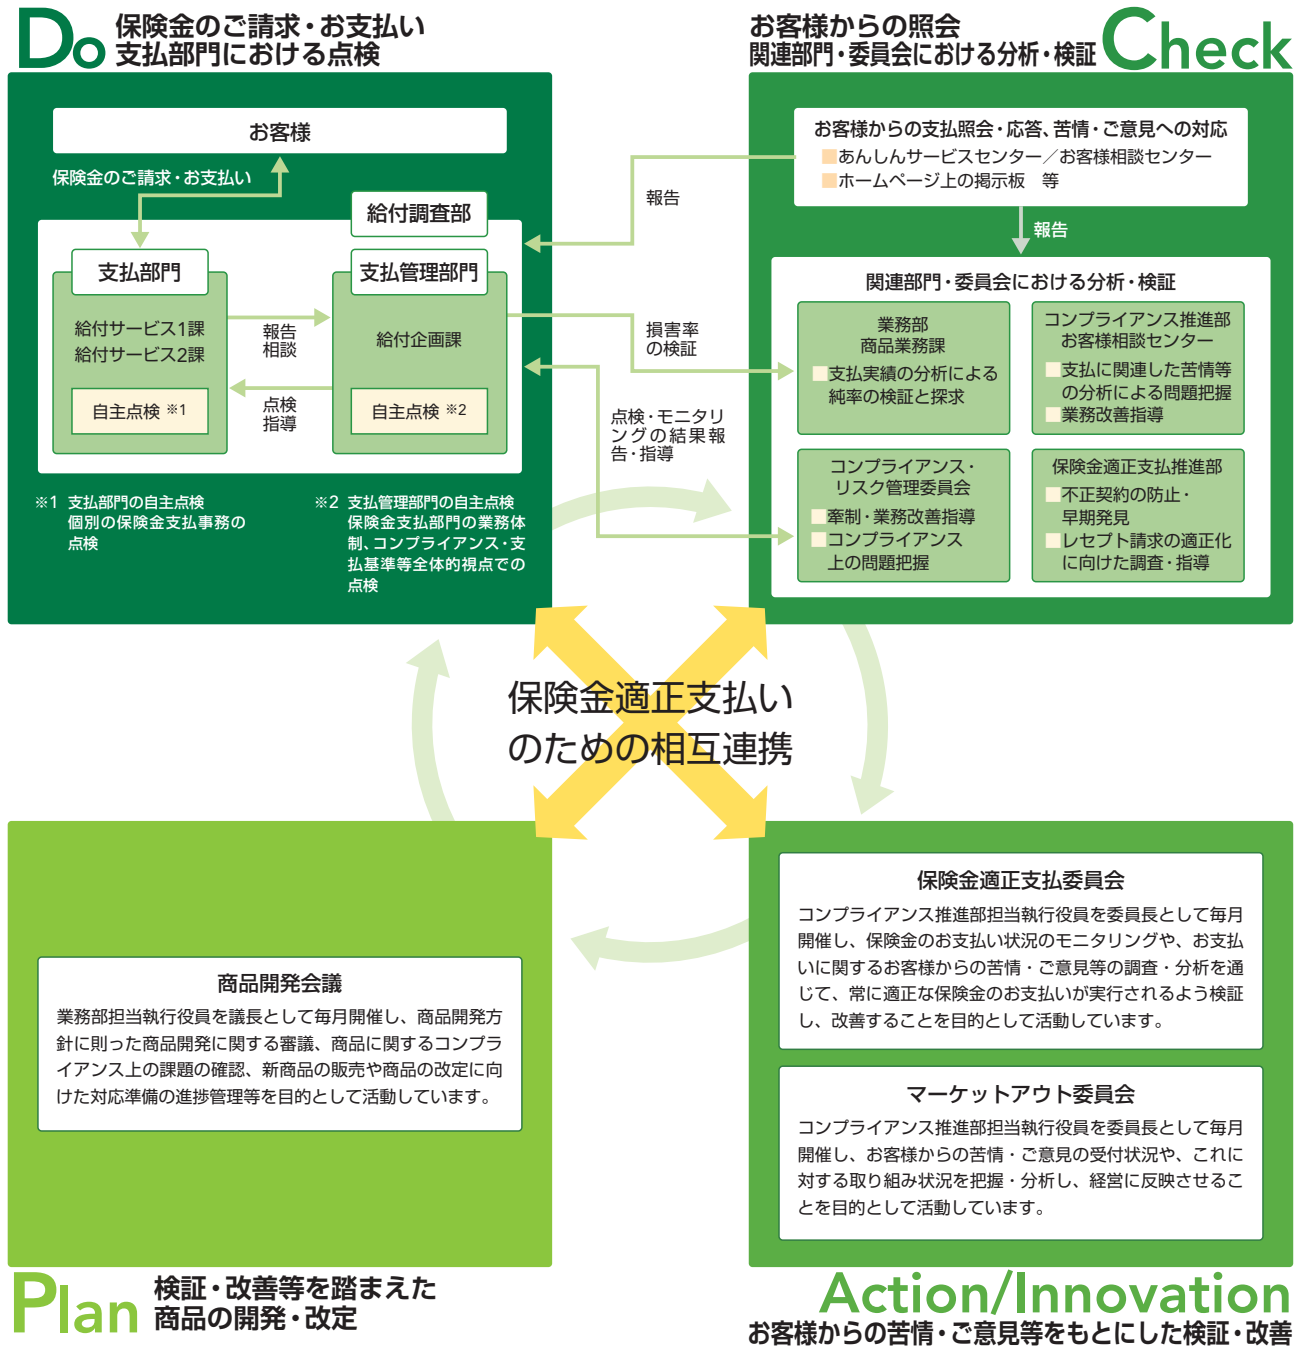 Do
保険金のご請求・お支払い
支払部門における点検
お客様
保険金のご請求・お支払い
給付調査部
支払部門
給付サービス1課
給付サービス2課
自主点検 ※1
報告
相談
点検
指導
支払管理部門
給付企画課
自主点検 ※2
※1 支払部門の自主点検
個別の保険金支払事務の
点検
※2 支払管理部門の自主点検
保険金支払部門の業務体
制、コンプライアンス・支
払基準等全体的視点での
点検
報告
損害率
の検証
点検・モニタリ
ングの結果報
告・指導
お客様からの照会
関連部門・委員会における分析・検証
Check
お客様からの支払照会・応答、苦情・ご意見への対応
■あんしんサービスセンター／お客様相談センター
■ホームページ上の掲示板　等
報告
関連部門・委員会における分析・検証
業務部
商品業務課
■支払実績の分析による
純率の検証と探求
コンプライアンス推進部
お客様相談センター
■支払に関連した苦情等
の分析による問題把握
■業務改善指導
コンプライアンス・
リスク管理委員会
■牽制・業務改善指導
■コンプライアンス
上の問題把握
保険金適正支払推進部
■不正契約の防止・
早期発見
■レセプト請求の適正化
に向けた調査・指導
保険金適正支払い
のための相互連携
商品開発会議
業務部担当執行役員を議長として毎月開催し、商品開発方
針に則った商品開発に関する審議、商品に関するコンプラ
イアンス上の課題の確認、新商品の販売や商品の改定に向
けた対応準備の進捗管理等を目的として活動しています。
Plan
検証・改善等を踏まえた
商品の開発・改定
保険金適正支払委員会
コンプライアンス推進部担当執行役員を委員長として毎月
開催し、保険金のお支払い状況のモニタリングや、お支払
いに関するお客様からの苦情・ご意見等の調査・分析を通
じて、常に適正な保険金のお支払いが実行されるよう検証
し、改善することを目的として活動しています。
マーケットアウト委員会
コンプライアンス推進部担当執行役員を委員長として毎月
開催し、お客様からの苦情・ご意見の受付状況や、これに
対する取り組み状況を把握・分析し、経営に反映させるこ
とを目的として活動しています。
Action/Innovation
お客様からの苦情・ご意見等をもとにした検証・改善